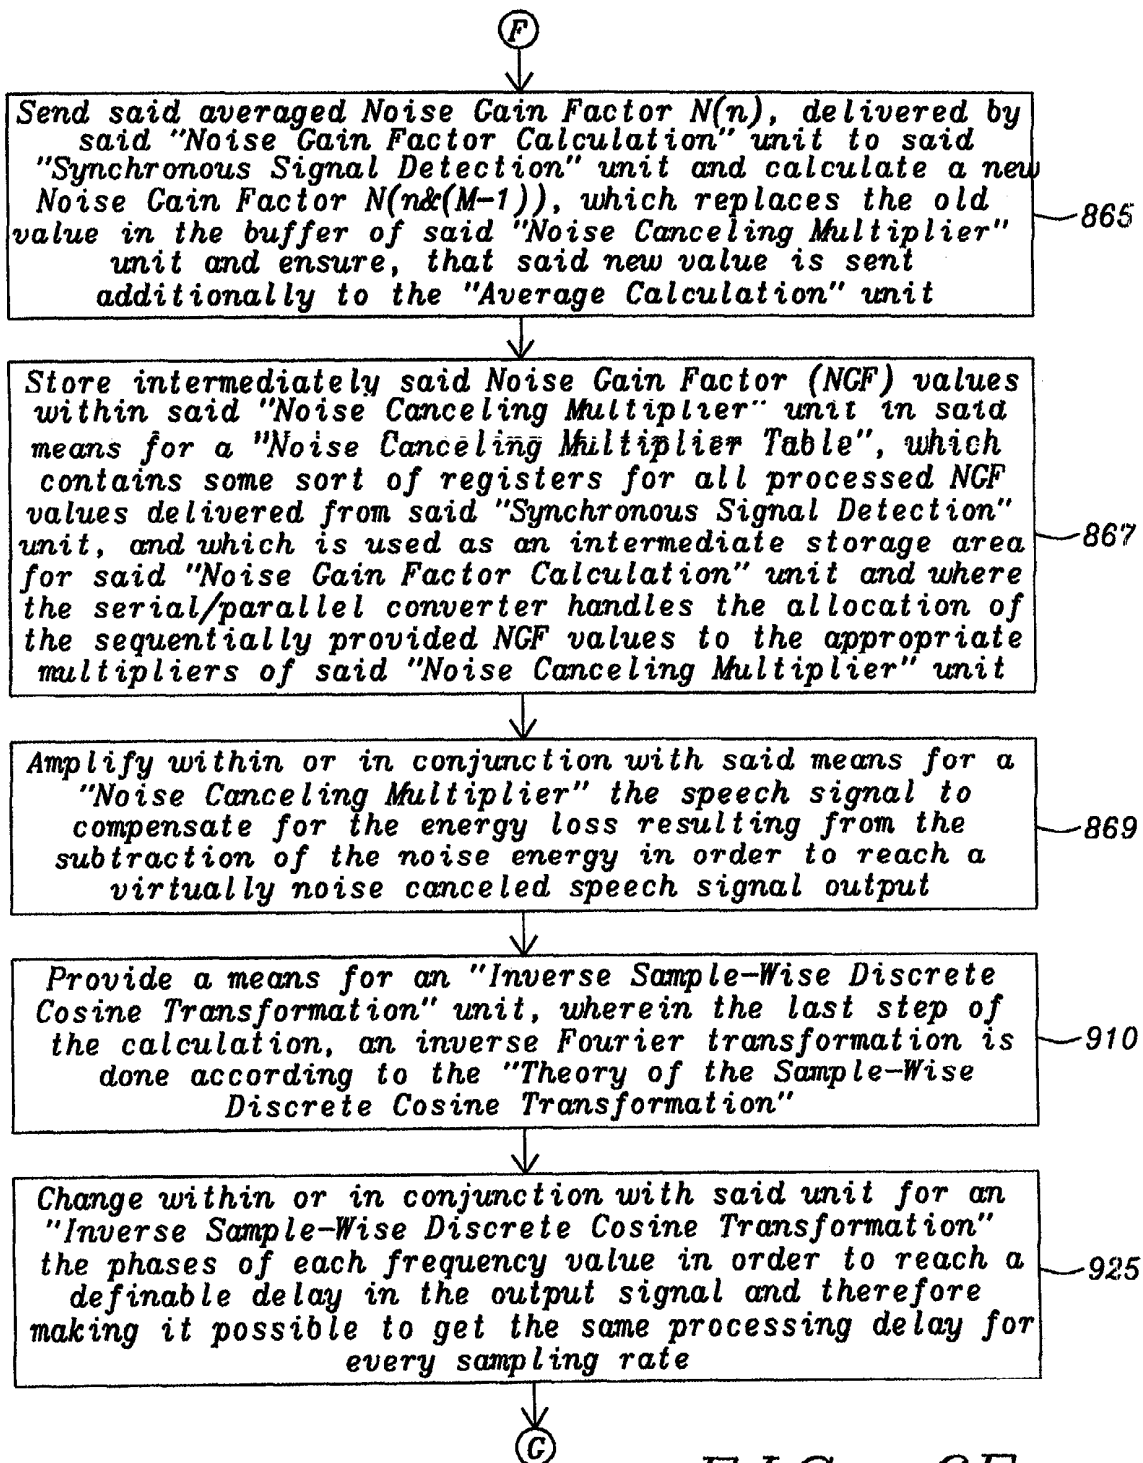 F
Send said averaged Noise Gain Factor N(n), delivered by
said "Noise Gain Factor Calculation" unit to said
"Synchronous Signal Detection" unit and calculate a new
Noise Gain Factor N(n&(M-1)), which replaces the old
value in the buffer of said "Noise Canceling Multiplier"
unit and ensure, that said new value is sent
additionally to the "Average Calculation" unit
865
Store intermediately said Noise Gain Factor (NGF) values
within said "Noise Canceling Multiplier" unit in said
means for a "Noise Canceling Multiplier Table", which
contains some sort of registers for all processed NGF
values delivered from said "Synchronous Signal Detection"
unit, and which is used as an intermediate storage area
for said "Noise Gain Factor Calculation" unit and where
the serial/parallel converter handles the allocation of
the sequentially provided NGF values to the appropriate
multipliers of said "Noise Canceling Multiplier" unit
867
Amplify within or in conjunction with said means for a
"Noise Canceling Multiplier" the speech signal to
compensate for the energy loss resulting from the
subtraction of the noise energy in order to reach a
virtually noise canceled speech signal output
869
Provide a means for an "Inverse Sample-Wise Discrete
Cosine Transformation" unit, wherein the last step of
the calculation, an inverse Fourier transformation is
done according to the "Theory of the Sample-Wise
Discrete Cosine Transformation"
910
Change within or in conjunction with said unit for an
"Inverse Sample-Wise Discrete Cosine Transformation"
the phases of each frequency value in order to reach a
definable delay in the output signal and therefore
making it possible to get the same processing delay for
every sampling rate
925
G